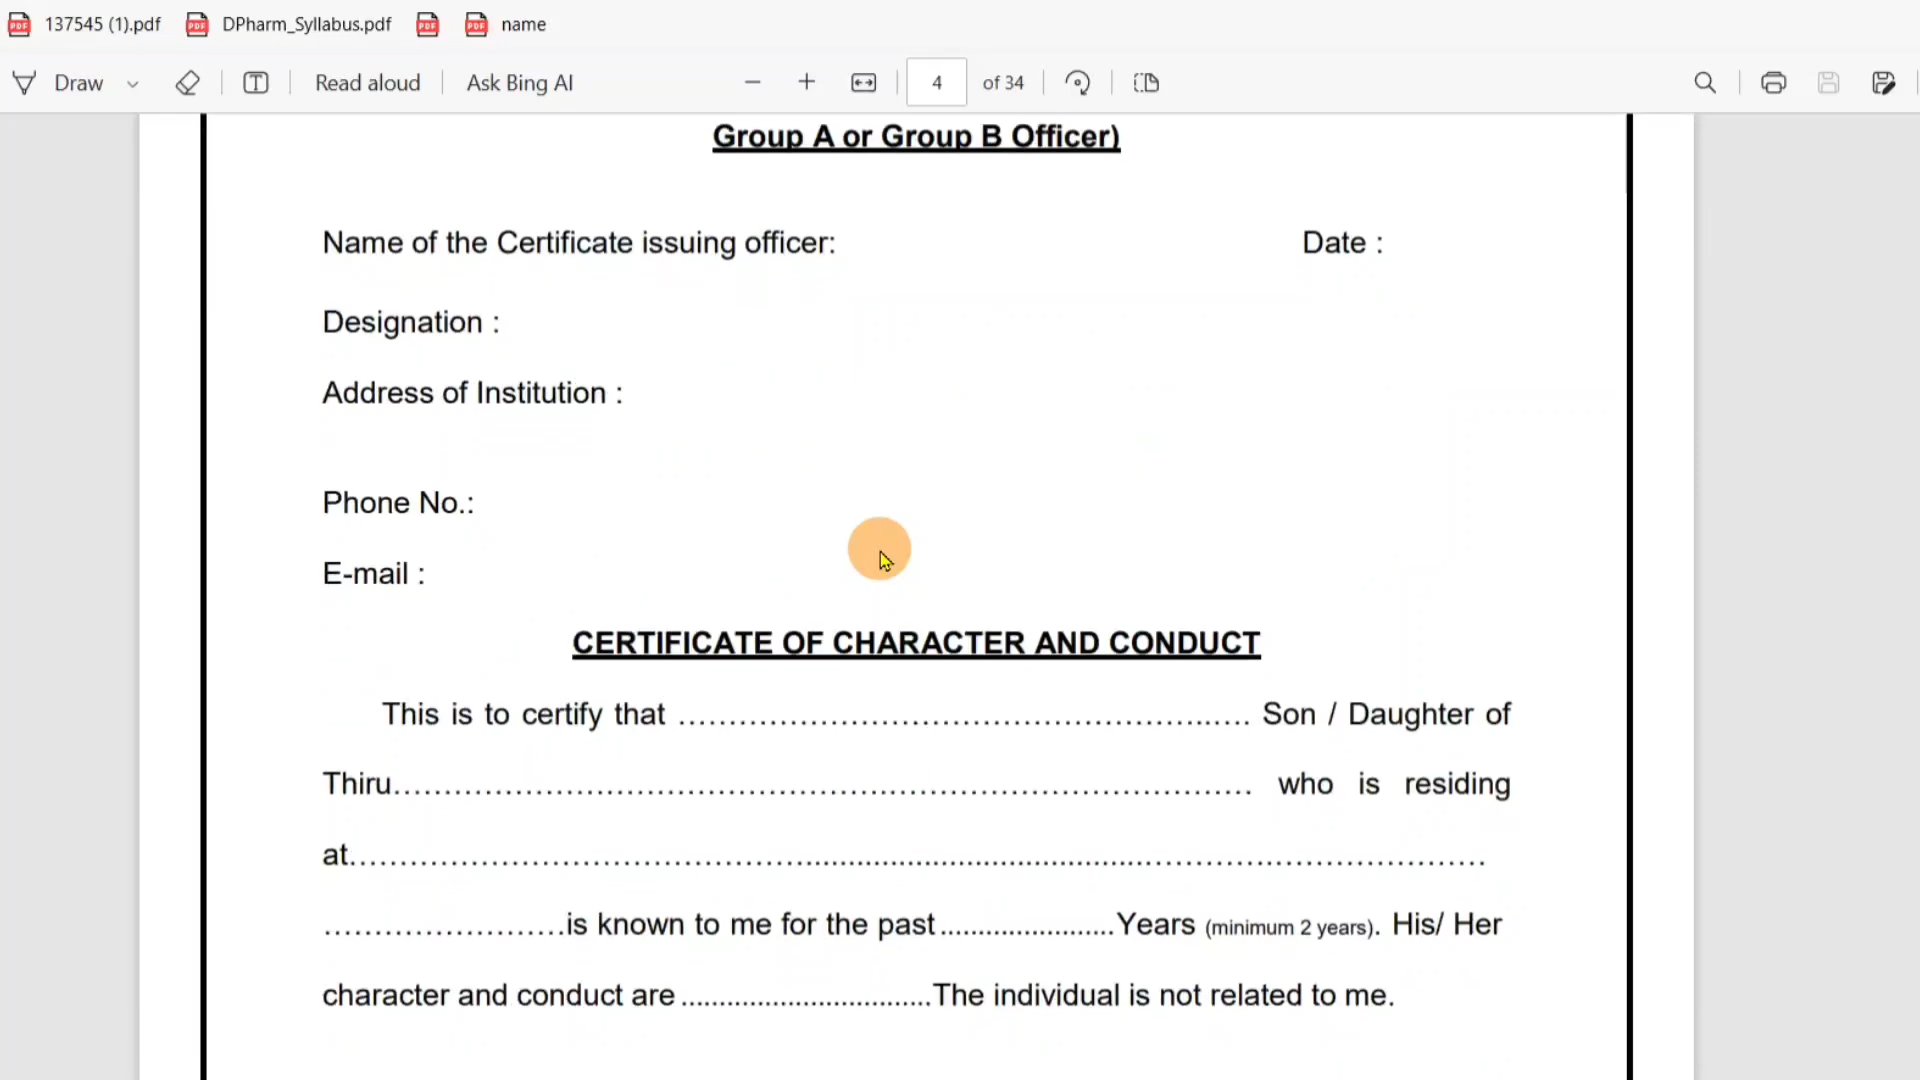 137545 (1).pdf DPharm_Syllabus.pdf name
Draw Read aloud Ask Bing AI 4 of 34
Group A or Group B Officer)
Name of the Certificate issuing officer: Date :
Designation :
Address of Institution :
Phone No.:
E-mail :
CERTIFICATE OF CHARACTER AND CONDUCT
This is to certify that ........................................................ Son / Daughter of
Thiru.................................................................................... who is residing
at................................................................................................................
........................is known to me for the past.......................Years (minimum 2 years). His/ Her
character and conduct are.................................The individual is not related to me.